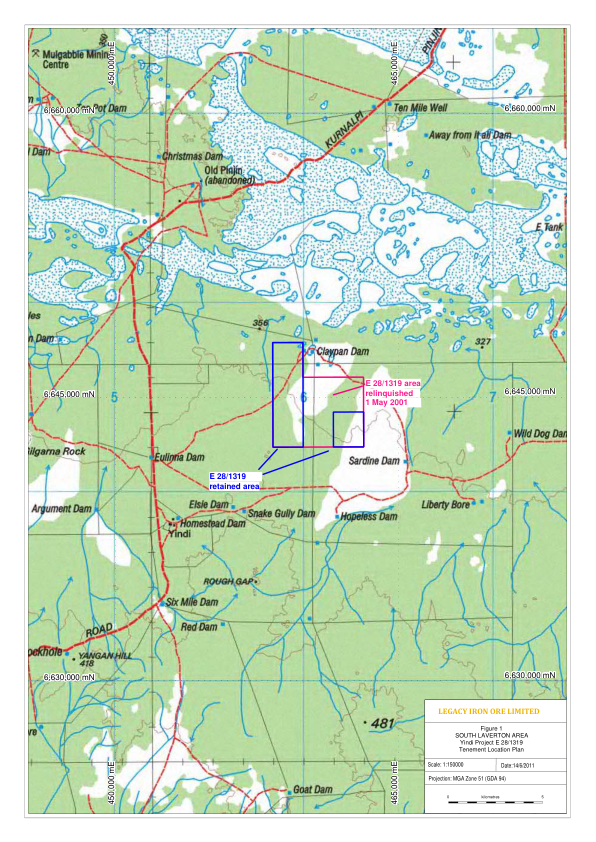 350
Mulgabbie Mining
Centre
450,000 mE
465,000 mE
PINJIN
Ten Mile Well
6,660,000 mN
6,660,000 mN
Pot Dam
KURNALPI
Away from it all Dam
Dam
Christmas Dam
Old Pinjin
(abandoned)
E Tank
356
327
Dam
Claypan Dam
E 28/1319 area
relinquished
1 May 2001
6,645,000 mN
5
6
7
6,645,000 mN
Wild Dog Dam
Gilgarna Rock
Eulinna Dam
Sardine Dam
E 28/1319
retained area
Argument Dam
Elsie Dam
Snake Gully Dam
Hopeless Dam
Liberty Bore
Homestead Dam
Yindi
ROUGH GAP
Six Mile Dam
ROAD
Red Dam
ockhole
YANGAN HILL
418
6,630,000 mN
6,630,000 mN
481
450,000 mE
465,000 mE
Goat Dam
LEGACY IRON ORE LIMITED
Figure 1
SOUTH LAVERTON AREA
Yindi Project E 28/1319
Tenement Location Plan
Scale: 1:150000
Date:14/6/2011
Projection: MGA Zone 51 (GDA 94)
0 kilometres 5